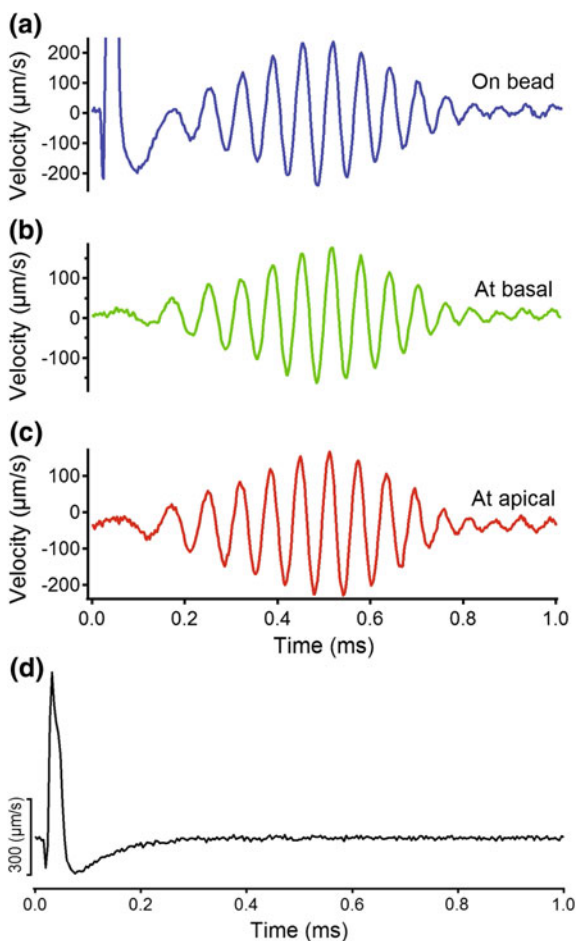 (a)
200
100
0
-100
-200
Velocity (µm/s)
On bead
(b)
100
0
-100
Velocity (µm/s)
At basal
(c)
100
0
-100
-200
Velocity (µm/s)
At apical
0.0 0.2 0.4 0.6 0.8 1.0
Time (ms)
(d)
300 (µm/s)
0.0 0.2 0.4 0.6 0.8 1.0
Time (ms)